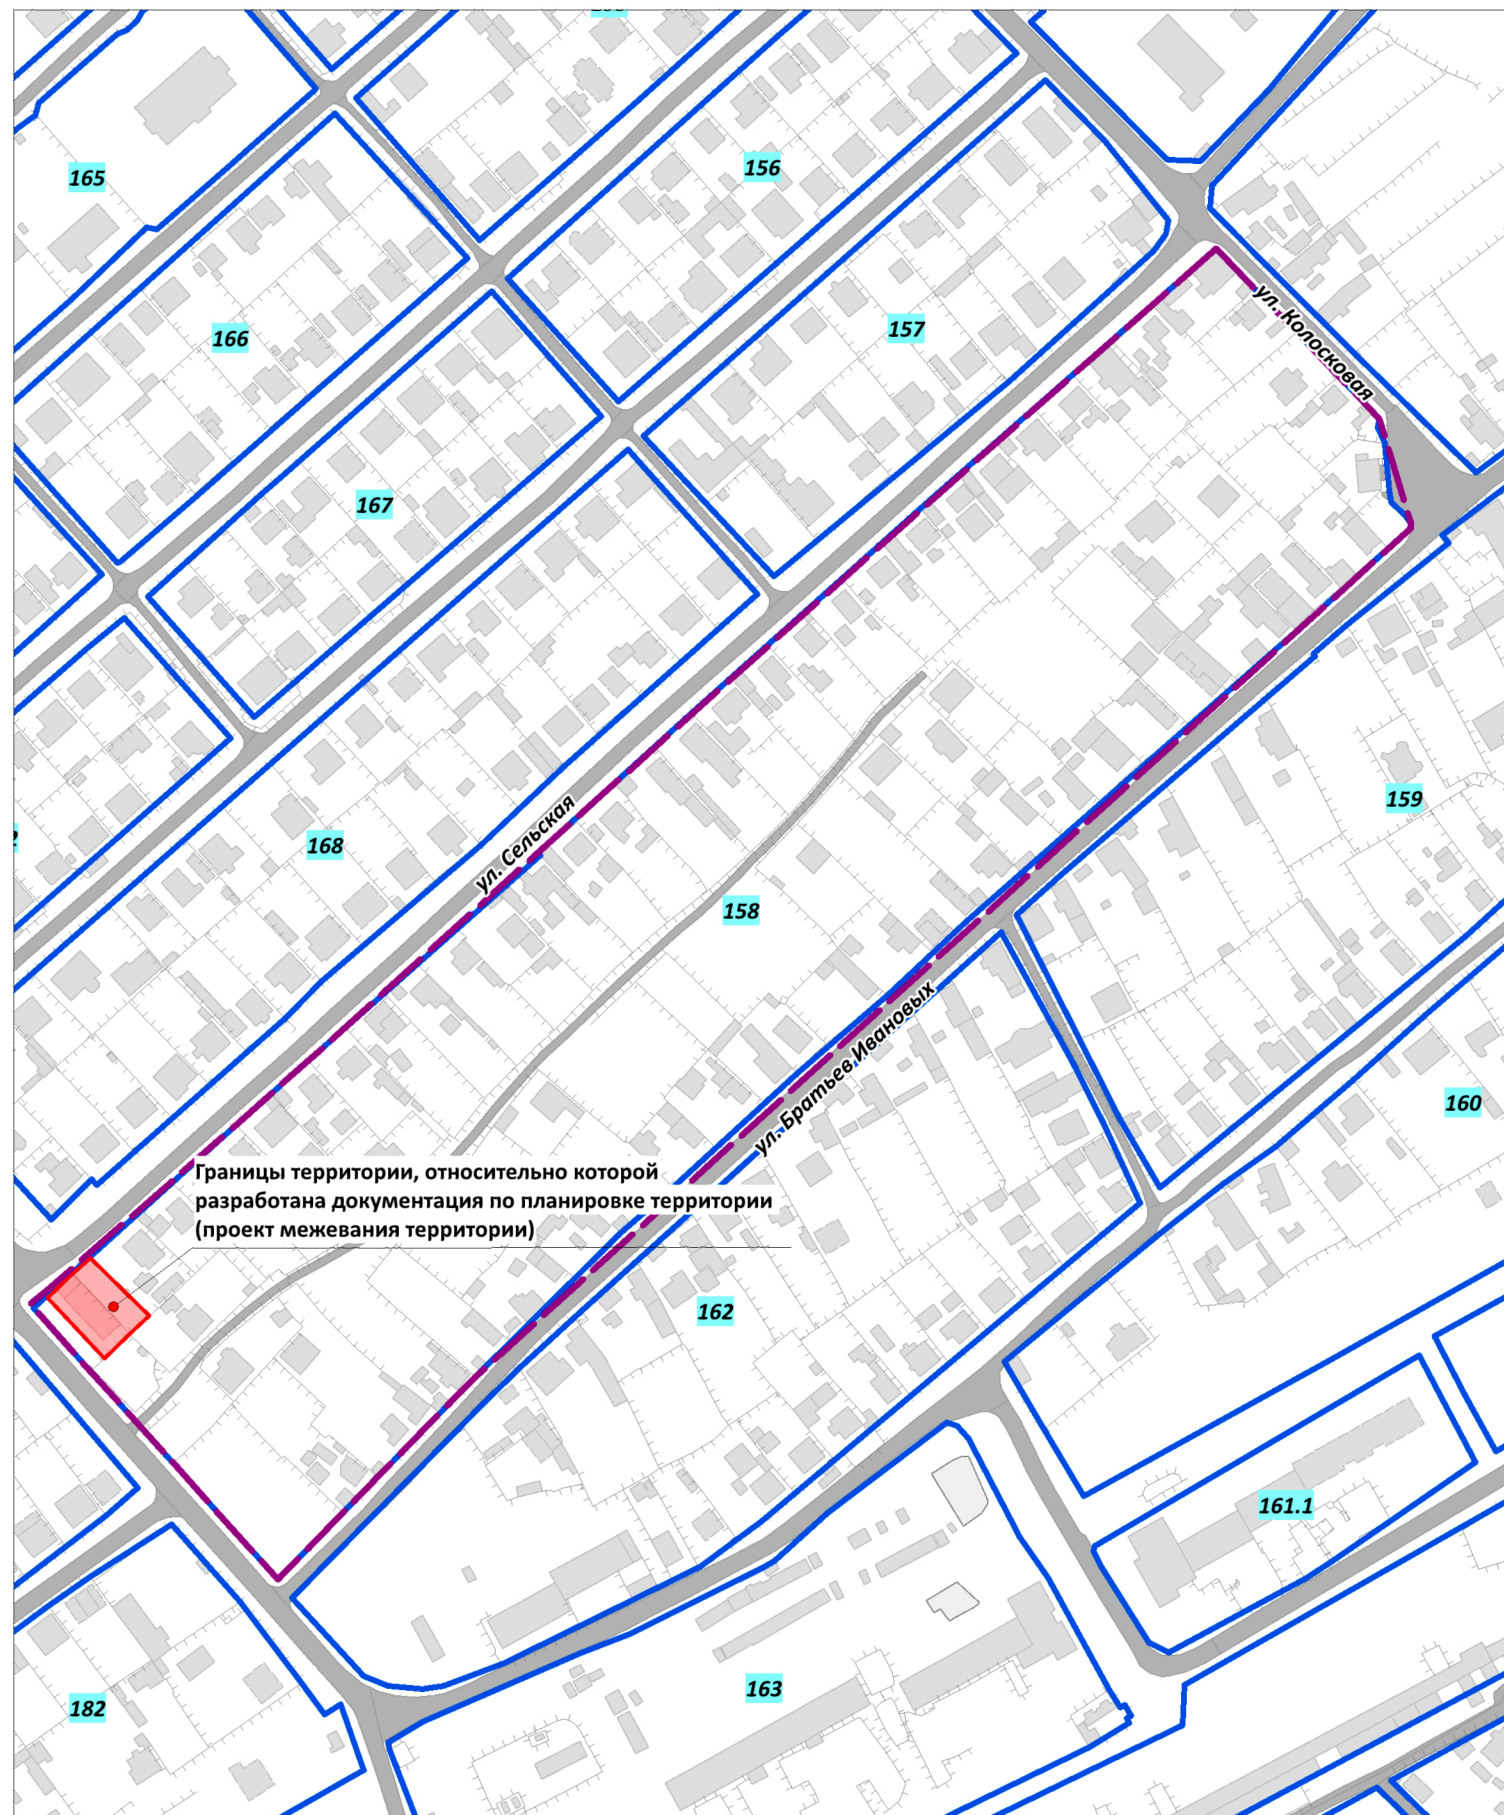 165
156
ул. Колосковая
157
166
167
159
ул. Сельская
168
158
ул. Братьев Ивановых
160
Границы территории, относительно которой
разработана документация по планировке территории
(проект межевания территории)
162
161.1
163
182